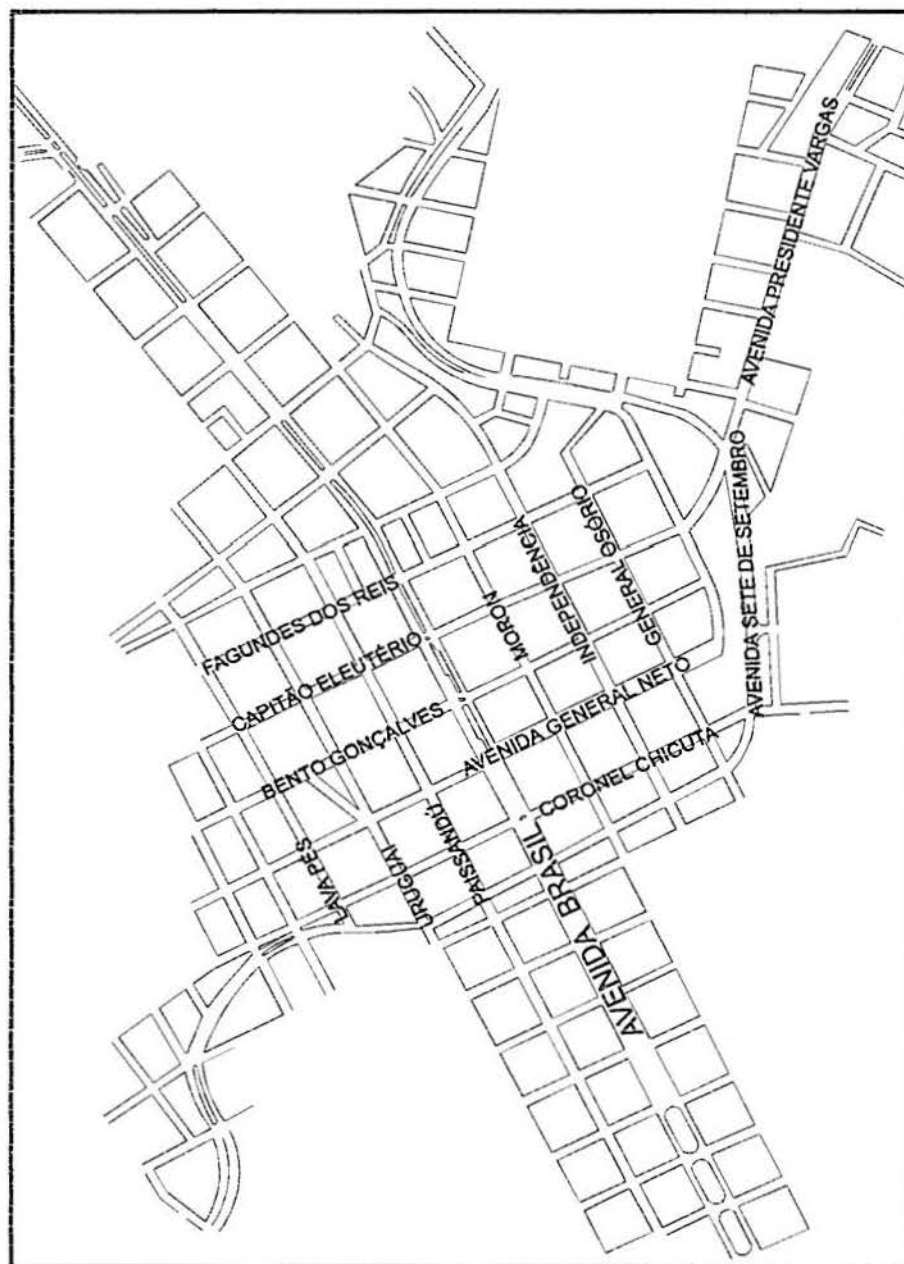 AVENIDA PRESIDENTE VARGAS
AVENIDA SETE DE SETEMBRO
FAGUNDES DOS REIS
CAPITÃO ELEUTÉRIO
BENTO GONÇALVES
MORON
INDEPENDÊNCIA
GENERAL OSÓRIO
AVENIDA GENERAL NETO
CORONEL CHICUTA
LAVA PÉS
URUGUAI
PAISSANDÚ
AVENIDA BRASIL